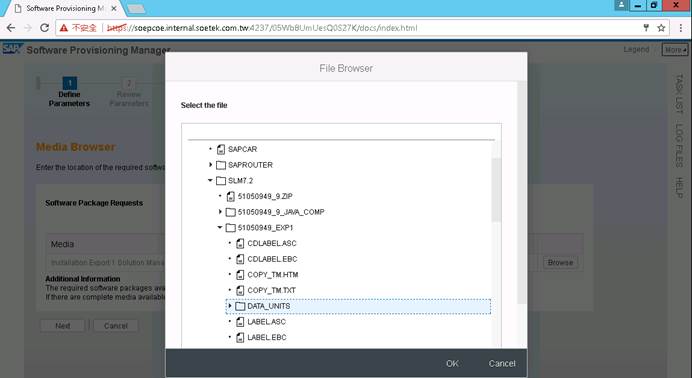 Software Provisioning M
不安全
https://soepcoe.internal.soetek.com.tw:4237/05WbBUmUesQ0S27K/docs/index.html
SAP
Software Provisioning Manager
Legend
More
1
2
Define
Parameters
Review
Parameters
File Browser
Select the file
SAPCAR
SAPROUTER
SLM7.2
51050949_9.ZIP
51050949_9_JAVA_COMP
51050949_EXP1
CDLABEL.ASC
CDLABEL.EBC
COPY_TM.HTM
COPY_TM.TXT
DATA_UNITS
LABEL.ASC
LABEL.EBC
OK
Cancel
Media Browser
Enter the location of the required softwa
Software Package Requests
Media
Installation Export 1 Solution Mana
Browse
Additional Information
The required software packages ava
If there are complete media availabl
Next
Cancel
TASK LIST
LOG FILES
HELP